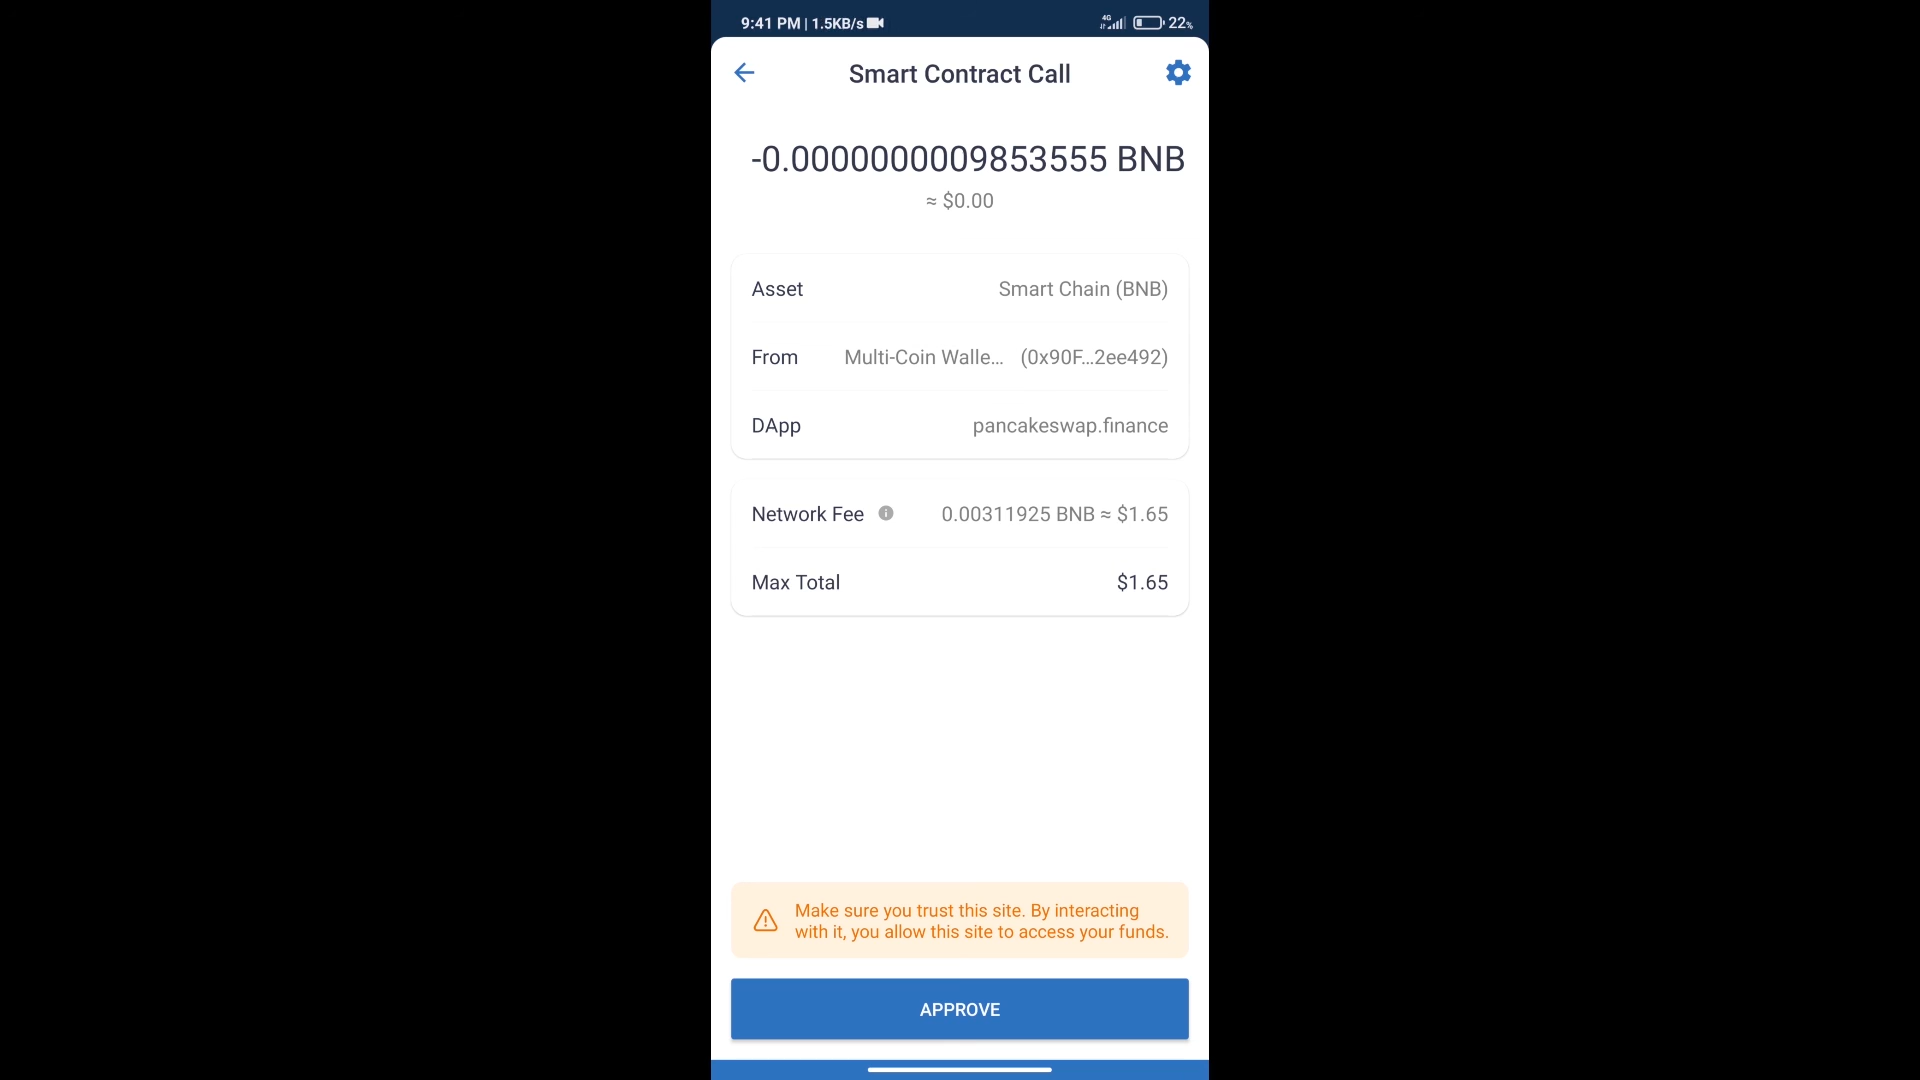 9:41 PM | 1.5KB/s 4G 22%
Smart Contract Call
-0.0000000009853555 BNB
≈ $0.00
Asset Smart Chain (BNB)
From Multi-Coin Walle... (0x90F...2ee492)
DApp pancakeswap.finance
Network Fee 0.00311925 BNB ≈ $1.65
Max Total $1.65
Make sure you trust this site. By interacting
with it, you allow this site to access your funds.
APPROVE